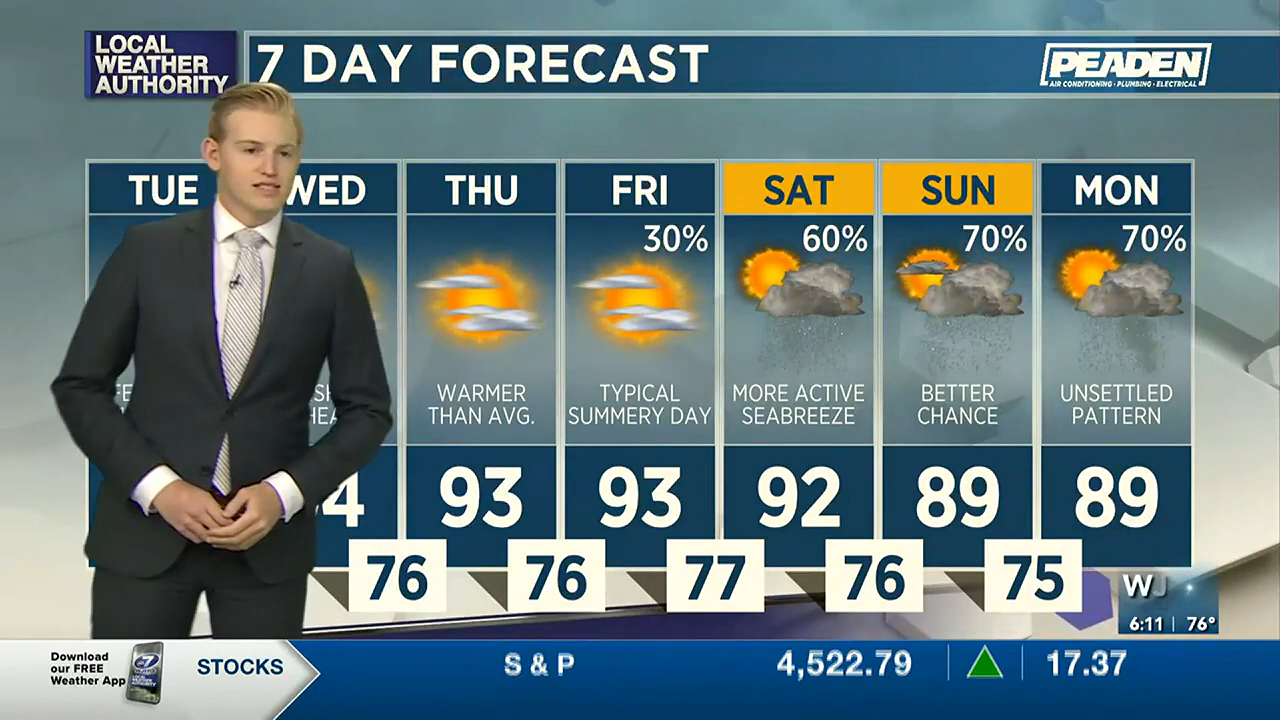 LOCAL
WEATHER
AUTHORITY
7 DAY FORECAST
PEADEN
AIR CONDITIONING · PLUMBING · ELECTRICAL
TUE WED THU FRI SAT SUN MON
30% 60% 70% 70%
WARMER
THAN AVG.
TYPICAL
SUMMERY DAY
MORE ACTIVE
SEABREEZE
BETTER
CHANCE
UNSETTLED
PATTERN
93 93 92 89 89
76 76 77 76 75
WJ
6:11 | 76°
Download
our FREE
Weather App
STOCKS
S & P 4,522.79 17.37